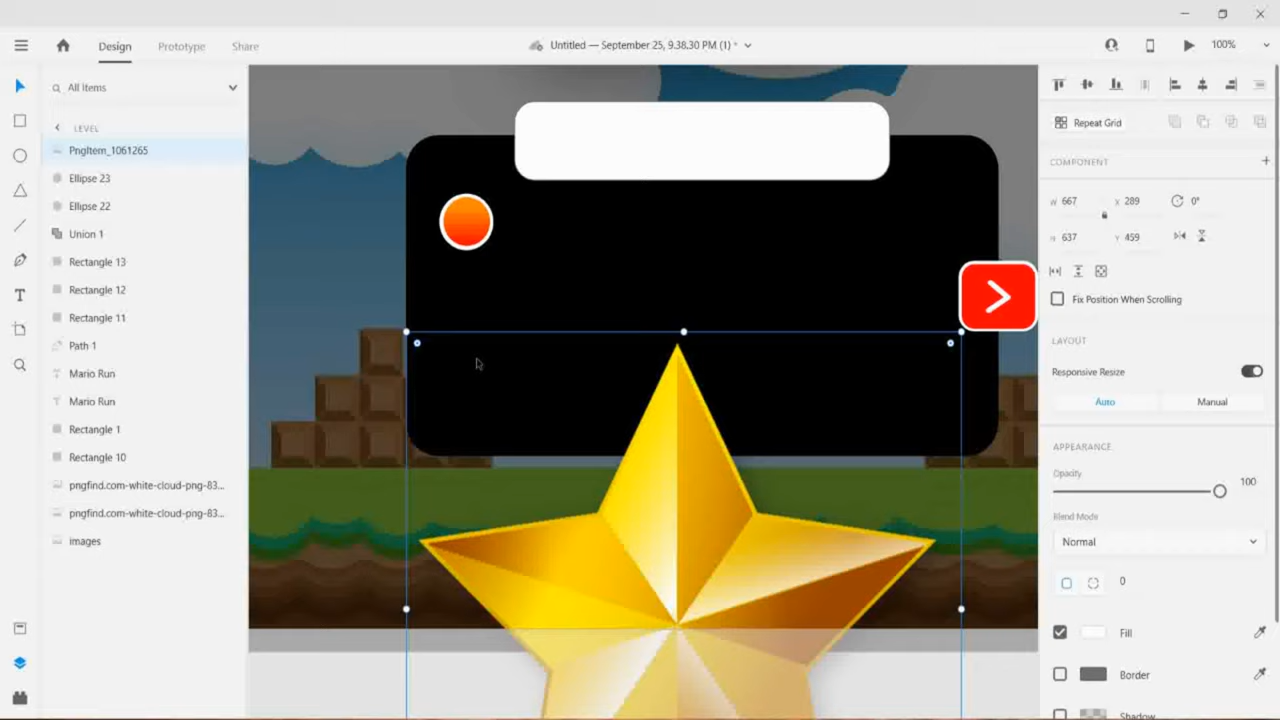 Design Prototype Share
Untitled — September 25, 9.38.30 PM (1) *
100%
All Items
LEVEL
PngItem_1061265
Ellipse 23
Ellipse 22
Union 1
Rectangle 13
Rectangle 12
Rectangle 11
Path 1
Mario Run
Mario Run
Rectangle 1
Rectangle 10
pngfind.com-white-cloud-png-83...
pngfind.com-white-cloud-png-83...
images
Repeat Grid
COMPONENT
W 667 X 289 0°
H 637 Y 459
Fix Position When Scrolling
LAYOUT
Responsive Resize
Auto Manual
APPEARANCE
Opacity
100
Blend Mode
Normal
0
Fill
Border
Shadow